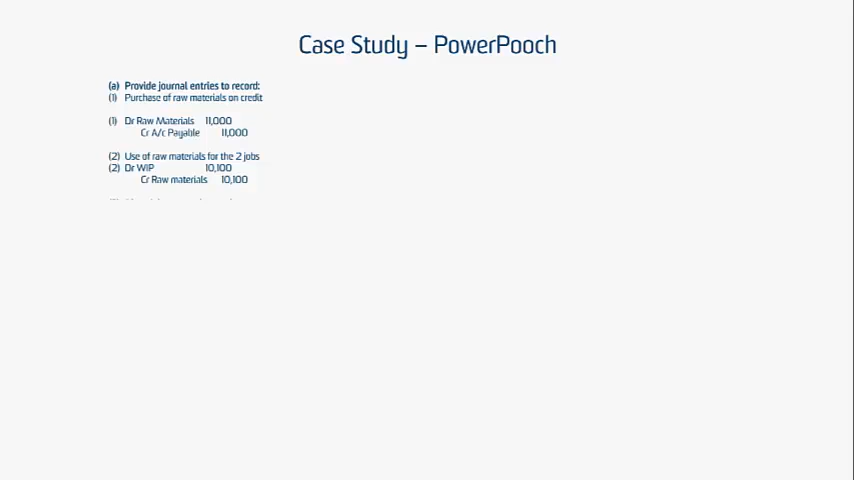 Case Study – PowerPooch
(a) Provide journal entries to record:
(1) Purchase of raw materials on credit
(1) Dr Raw Materials 11,000
Cr A/c Payable 11,000
(2) Use of raw materials for the 2 jobs
(2) Dr WIP 10,100
Cr Raw materials 10,100